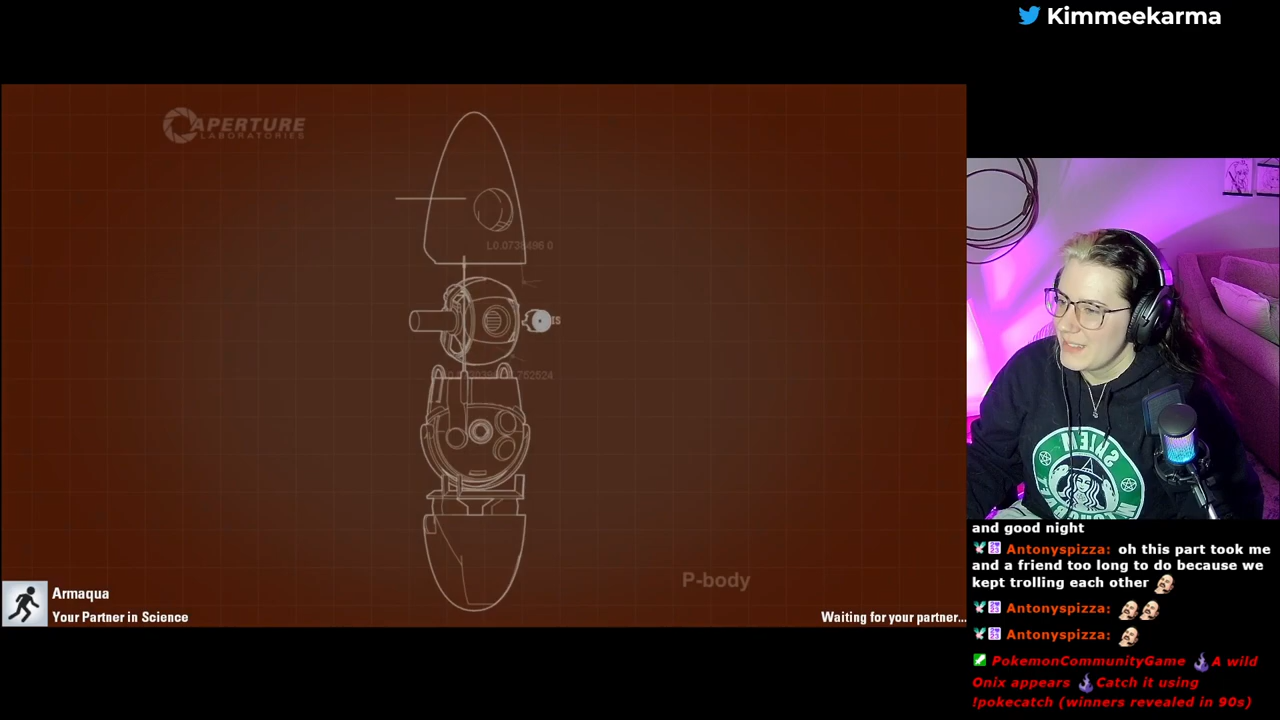 Kimmeekarma
APERTURE
LABORATORIES
P-body
Armaqua
Your Partner in Science
Waiting for your partner...
SALEM
and good night
Antonyspizza: oh this part took me
and a friend too long to do because we
kept trolling each other
Antonyspizza:
Antonyspizza:
PokemonCommunityGame A wild
Onix appears Catch it using
!pokecatch (winners revealed in 90s)